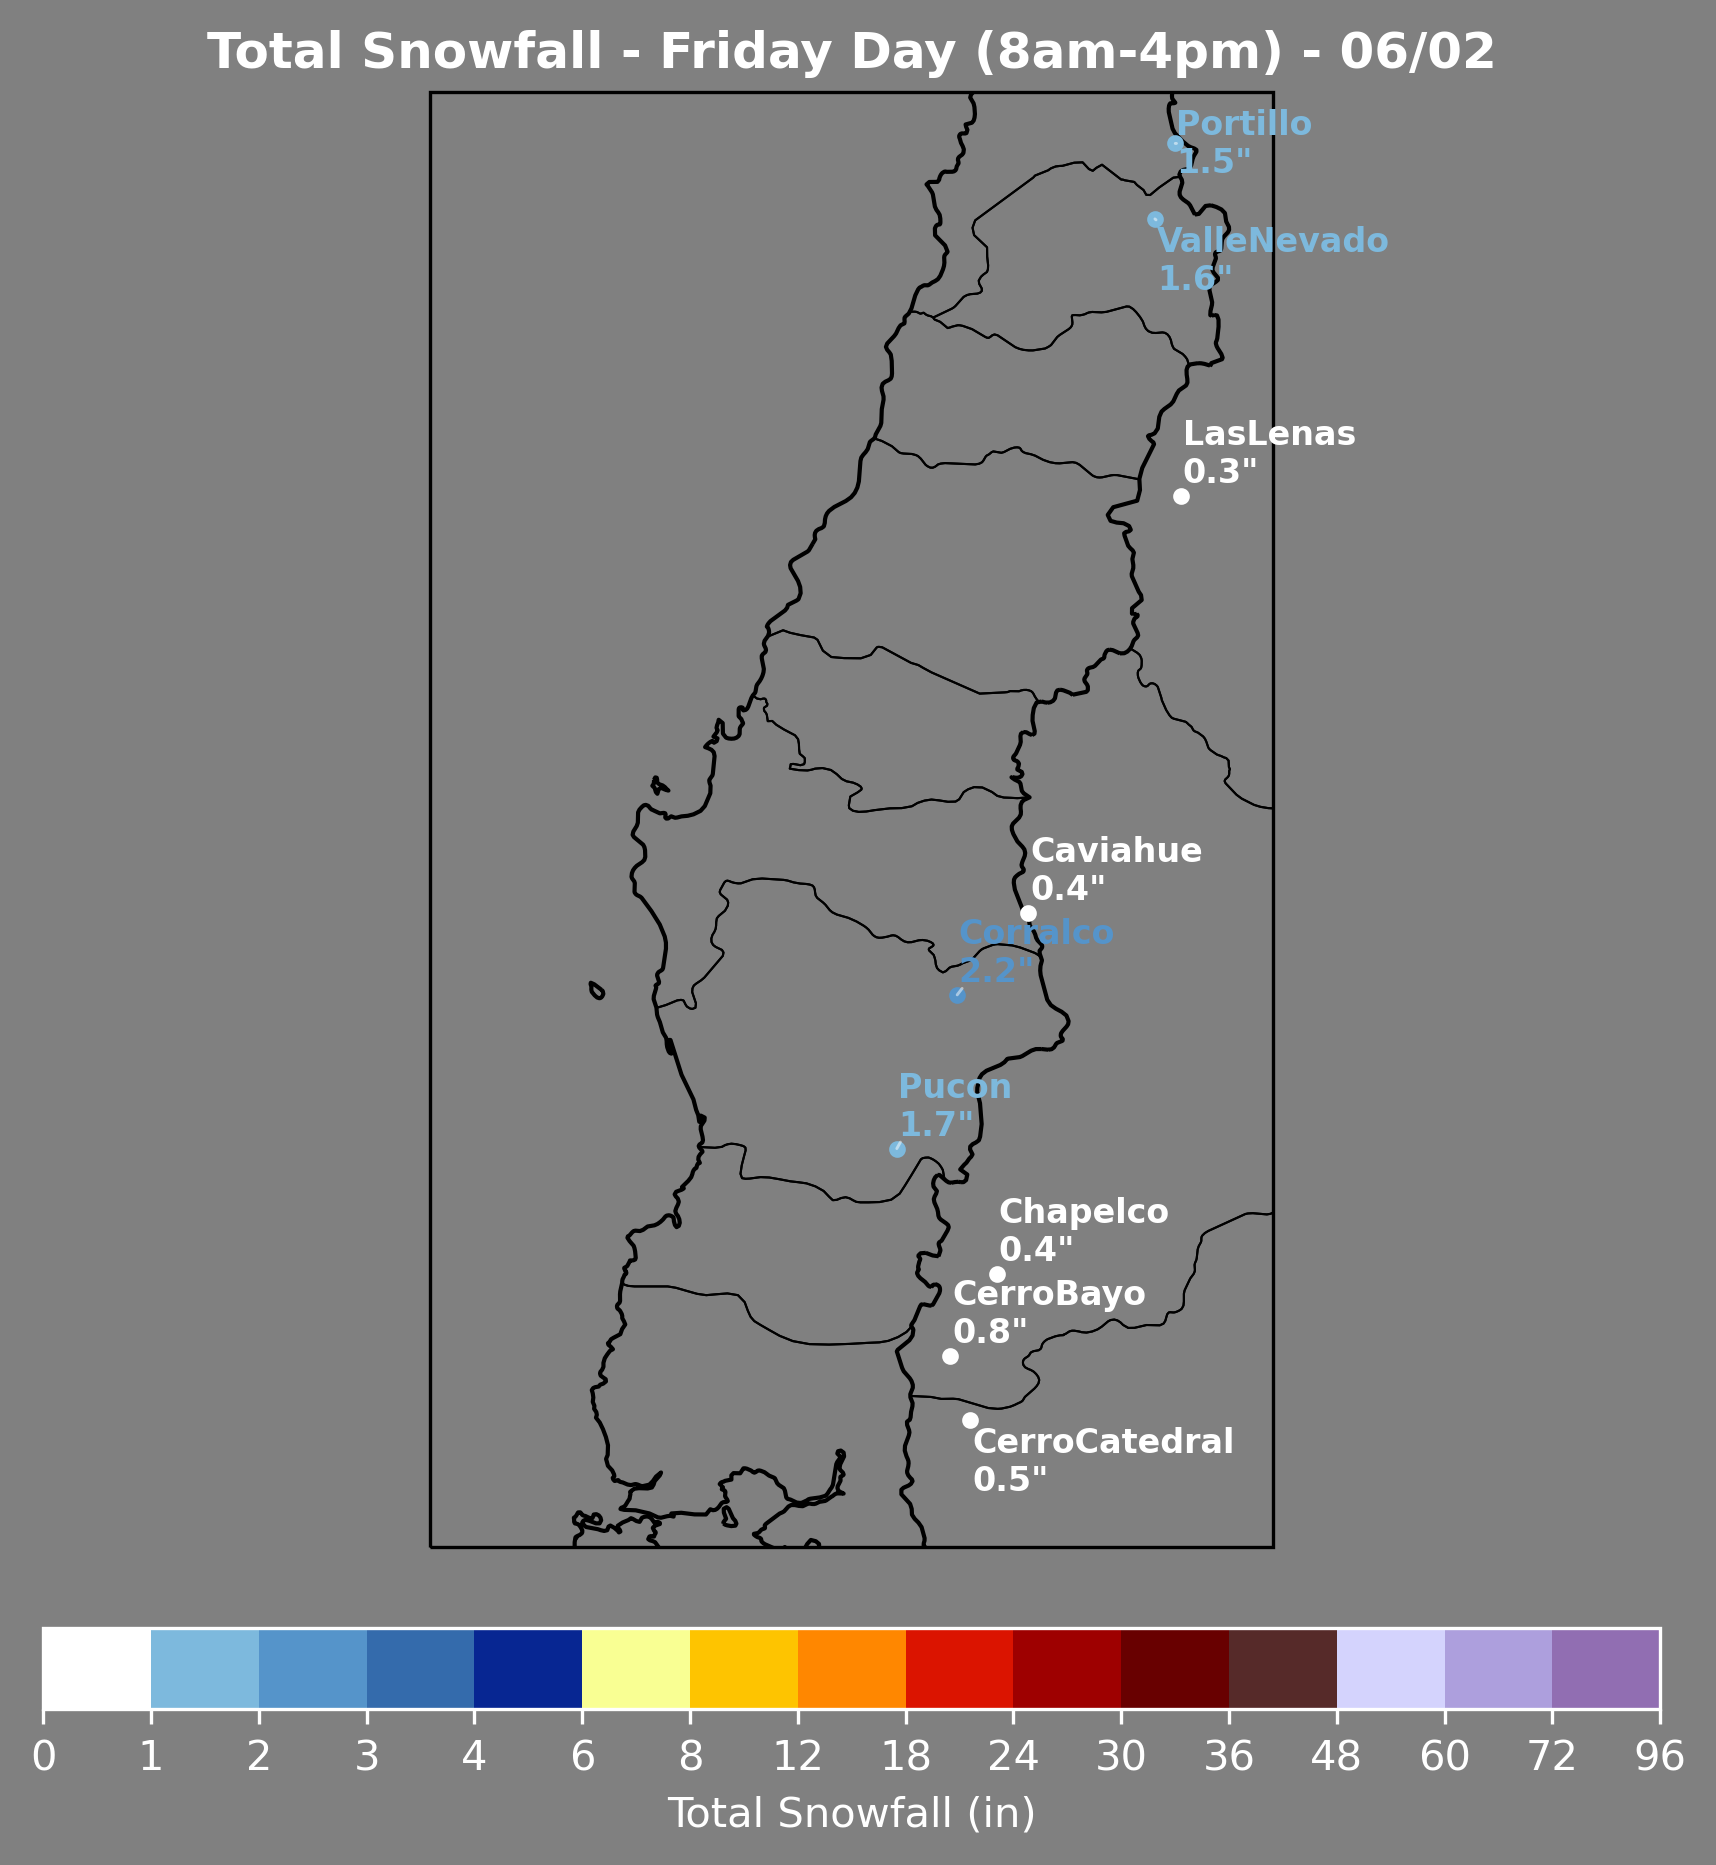 Total Snowfall - Friday Day (8am-4pm) - 06/02
Portillo
1.5"
ValleNevado
1.6"
LasLenas
0.3"
Caviahue
0.4"
Corralco
2.2"
Pucon
1.7"
Chapelco
0.4"
CerroBayo
0.8"
CerroCatedral
0.5"
0 1 2 3 4 6 8 12 18 24 30 36 48 60 72 96
Total Snowfall (in)